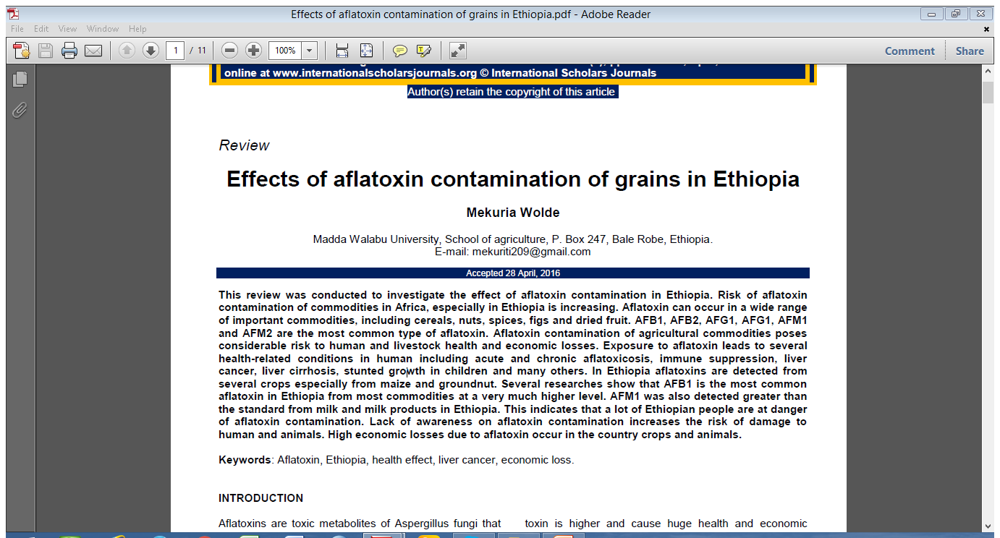 Effects of aflatoxin contamination of grains in Ethiopia.pdf - Adobe Reader
File Edit View Window Help
1 / 11 100% Comment Share
online at www.internationalscholarsjournals.org © International Scholars Journals
Author(s) retain the copyright of this article
Review
Effects of aflatoxin contamination of grains in Ethiopia
Mekuria Wolde
Madda Walabu University, School of agriculture, P. Box 247, Bale Robe, Ethiopia.
E-mail: mekuriti209@gmail.com
Accepted 28 April, 2016
This review was conducted to investigate the effect of aflatoxin contamination in Ethiopia. Risk of aflatoxin
contamination of commodities in Africa, especially in Ethiopia is increasing. Aflatoxin can occur in a wide range
of important commodities, including cereals, nuts, spices, figs and dried fruit. AFB1, AFB2, AFG1, AFG1, AFM1
and AFM2 are the most common type of aflatoxin. Aflatoxin contamination of agricultural commodities poses
considerable risk to human and livestock health and economic losses. Exposure to aflatoxin leads to several
health-related conditions in human including acute and chronic aflatoxicosis, immune suppression, liver
cancer, liver cirrhosis, stunted growth in children and many others. In Ethiopia aflatoxins are detected from
several crops especially from maize and groundnut. Several researches show that AFB1 is the most common
aflatoxin in Ethiopia from most commodities at a very much higher level. AFM1 was also detected greater than
the standard from milk and milk products in Ethiopia. This indicates that a lot of Ethiopian people are at danger
of aflatoxin contamination. Lack of awareness on aflatoxin contamination increases the risk of damage to
human and animals. High economic losses due to aflatoxin occur in the country crops and animals.
Keywords: Aflatoxin, Ethiopia, health effect, liver cancer, economic loss.
INTRODUCTION
Aflatoxins are toxic metabolites of Aspergillus fungi that
toxin is higher and cause huge health and economic